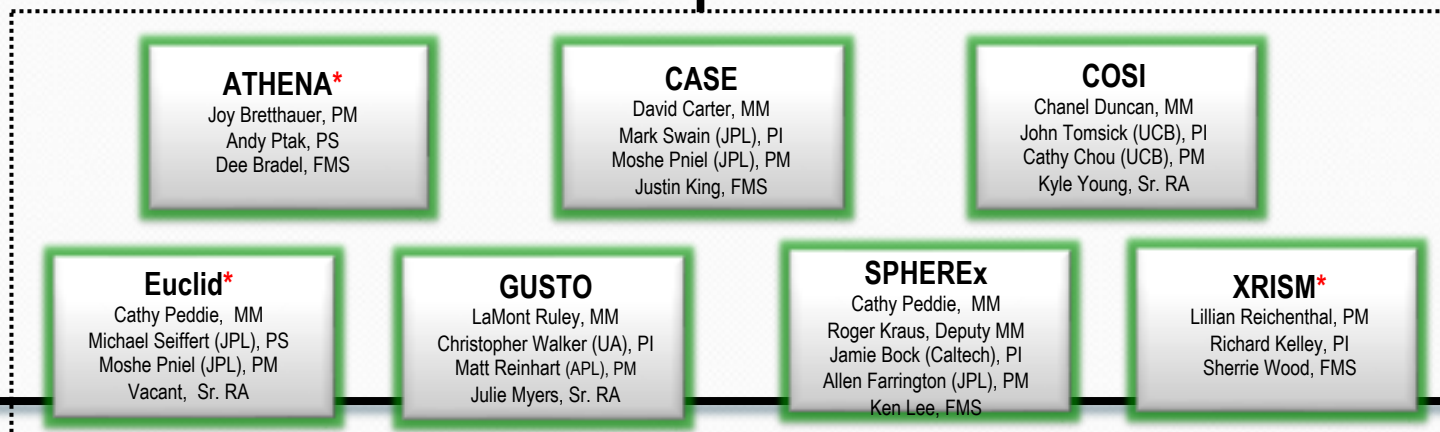 ATHENA*
Joy Bretthauer, PM
Andy Ptak, PS
Dee Bradel, FMS
CASE
David Carter, MM
Mark Swain (JPL), PI
Moshe Pniel (JPL), PM
Justin King, FMS
COSI
Chanel Duncan, MM
John Tomsick (UCB), PI
Cathy Chou (UCB), PM
Kyle Young, Sr. RA
Euclid*
Cathy Peddie, MM
Michael Seiffert (JPL), PS
Moshe Pniel (JPL), PM
Vacant, Sr. RA
GUSTO
LaMont Ruley, MM
Christopher Walker (UA), PI
Matt Reinhart (APL), PM
Julie Myers, Sr. RA
SPHEREx
Cathy Peddie, MM
Roger Kraus, Deputy MM
Jamie Bock (Caltech), PI
Allen Farrington (JPL), PM
Ken Lee, FMS
XRISM*
Lillian Reichenthal, PM
Richard Kelley, PI
Sherrie Wood, FMS